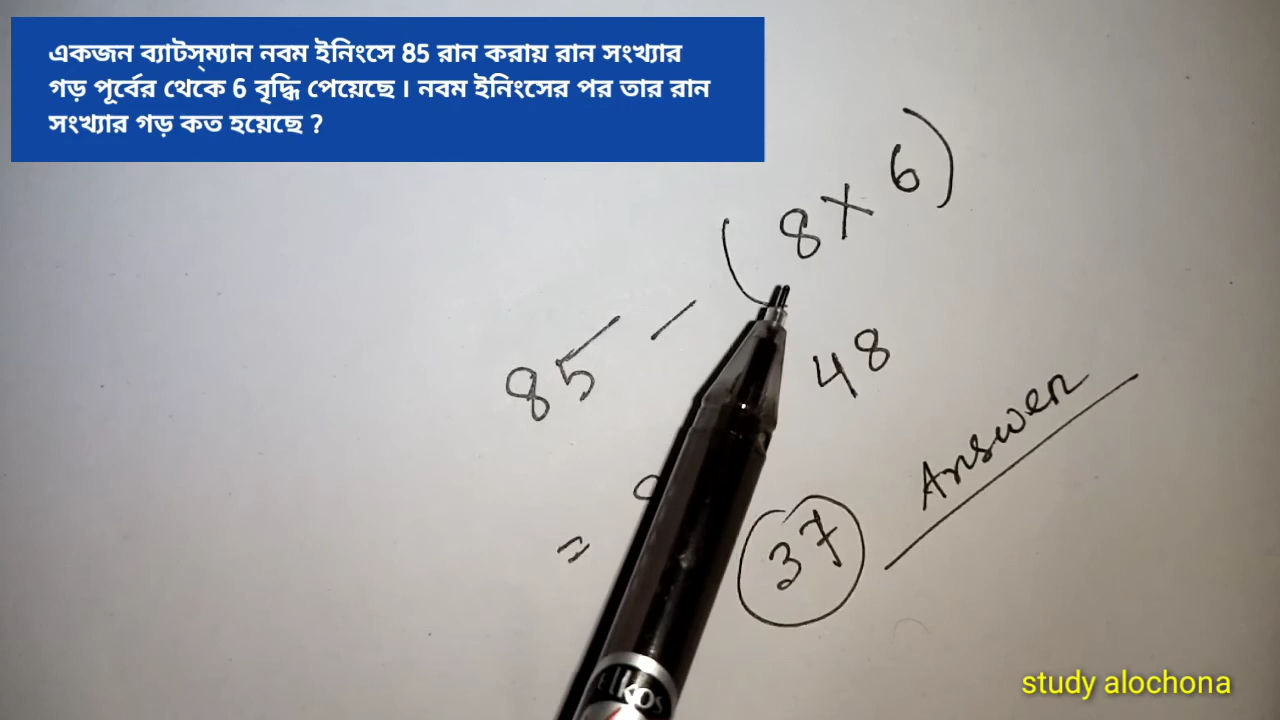 একজন ব্যাটস্ম্যান নবম ইনিংসে 85 রান করায় রান সংখ্যার
গড় পূর্বের থেকে 6 বৃদ্ধি পেয়েছে । নবম ইনিংসের পর তার রান
সংখ্যার গড় কত হয়েছে ?
85 - (8 × 6)
48
=
37 Answer
elkos
study alochona